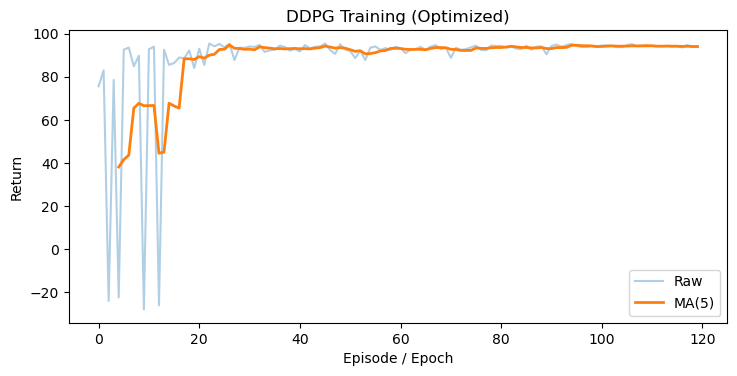 DDPG Training (Optimized)
Return
100
80
60
40
20
0
−20
0
20
40
60
80
100
120
Episode / Epoch
Raw
MA(5)